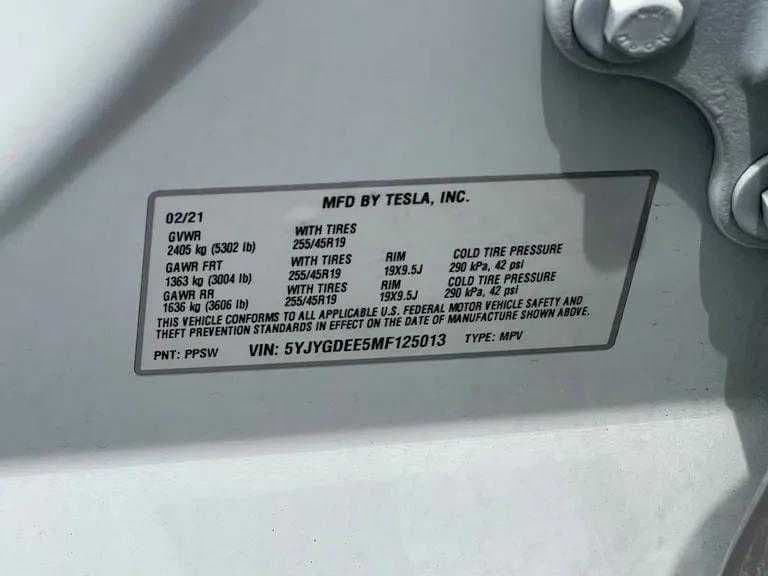 MFD BY TESLA, INC.
02/21
GVWR WITH TIRES
2405 kg (5302 lb) 255/45R19
GAWR FRT WITH TIRES RIM COLD TIRE PRESSURE
1363 kg (3004 lb) 255/45R19 19X9.5J 290 kPa, 42 psi
GAWR RR WITH TIRES RIM COLD TIRE PRESSURE
1636 kg (3606 lb) 255/45R19 19X9.5J 290 kPa, 42 psi
THIS VEHICLE CONFORMS TO ALL APPLICABLE U.S. FEDERAL MOTOR VEHICLE SAFETY AND
THEFT PREVENTION STANDARDS IN EFFECT ON THE DATE OF MANUFACTURE SHOWN ABOVE.
PNT: PPSW VIN: 5YJYGDEE5MF125013 TYPE: MPV